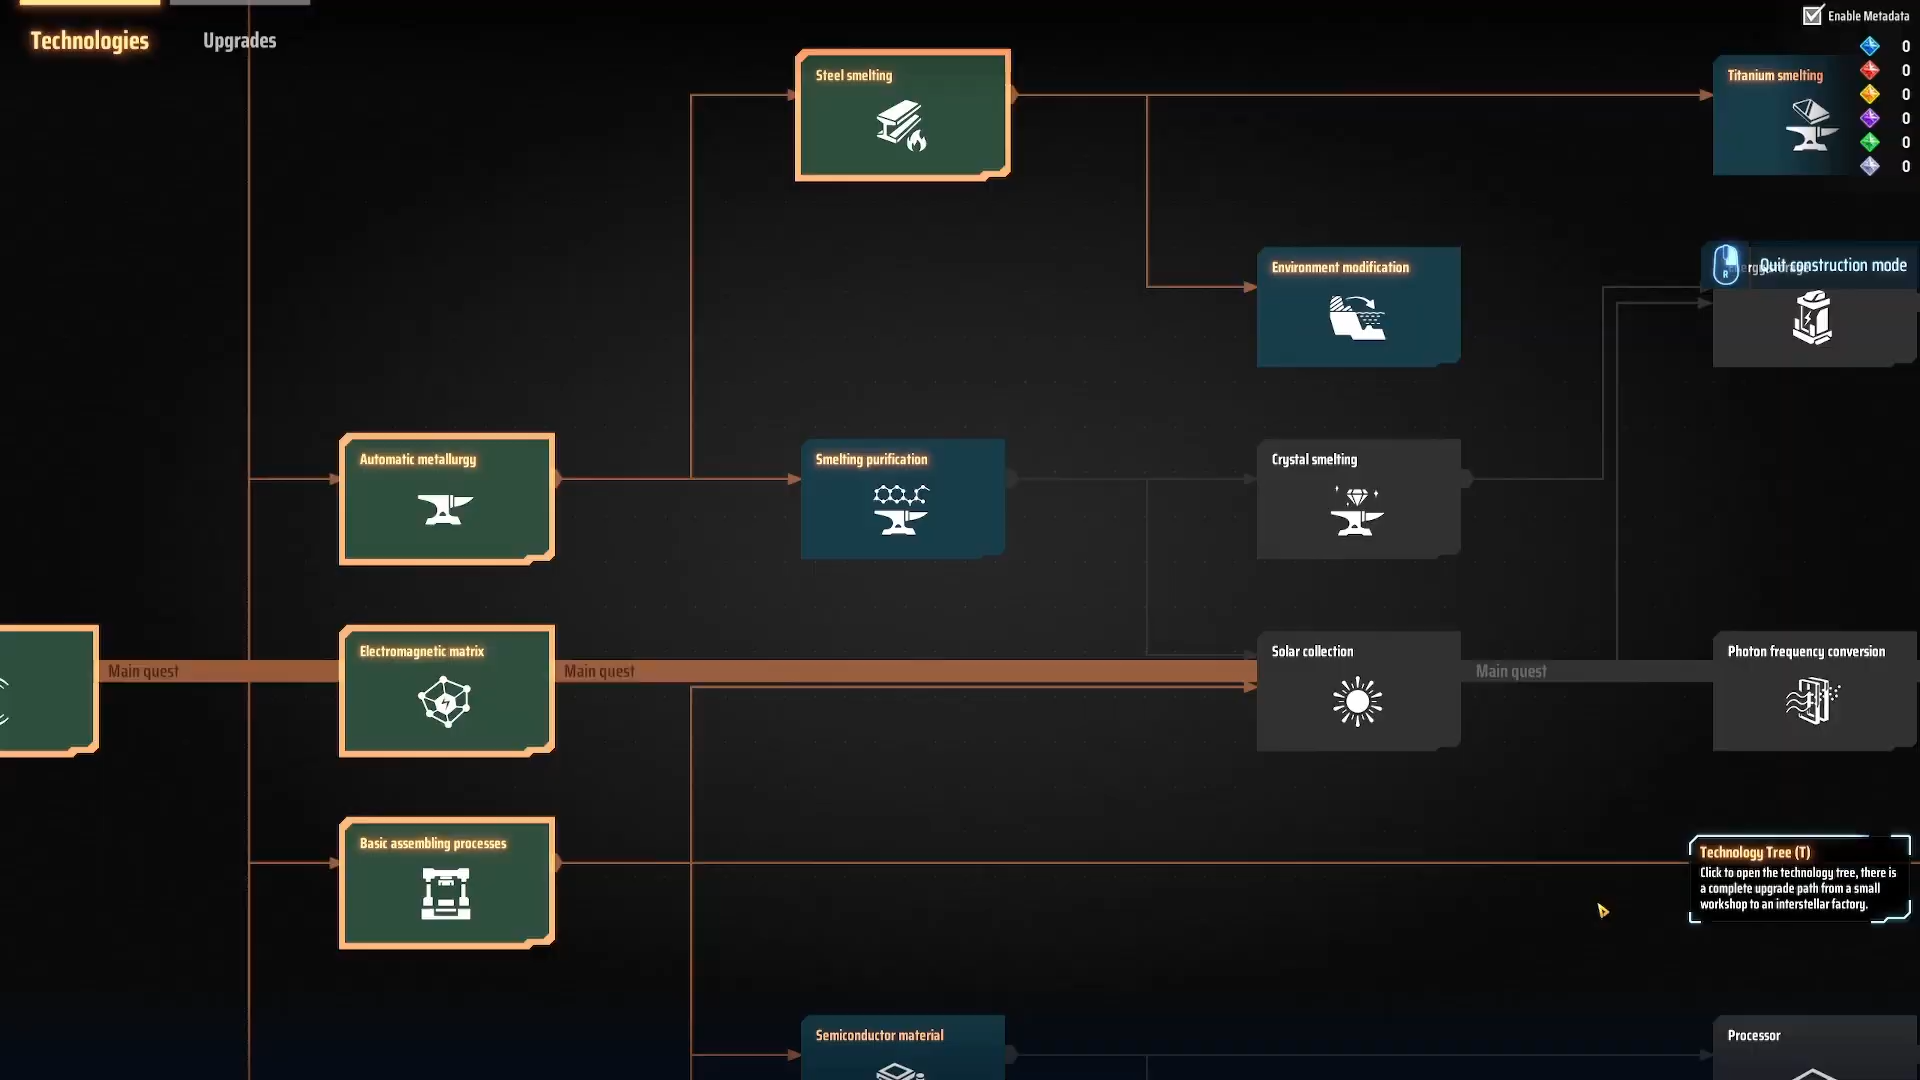 Enable Metadata
Technologies
Upgrades
0
0
0
0
0
0
Steel smelting
Titanium smelting
Environment modification
R
Quit construction mode
Automatic metallurgy
Smelting purification
Crystal smelting
Main quest
Electromagnetic matrix
Main quest
Solar collection
Main quest
Photon frequency conversion
Basic assembling processes
Technology Tree (T)
Click to open the technology tree, there is
a complete upgrade path from a small
workshop to an interstellar factory.
Semiconductor material
Processor